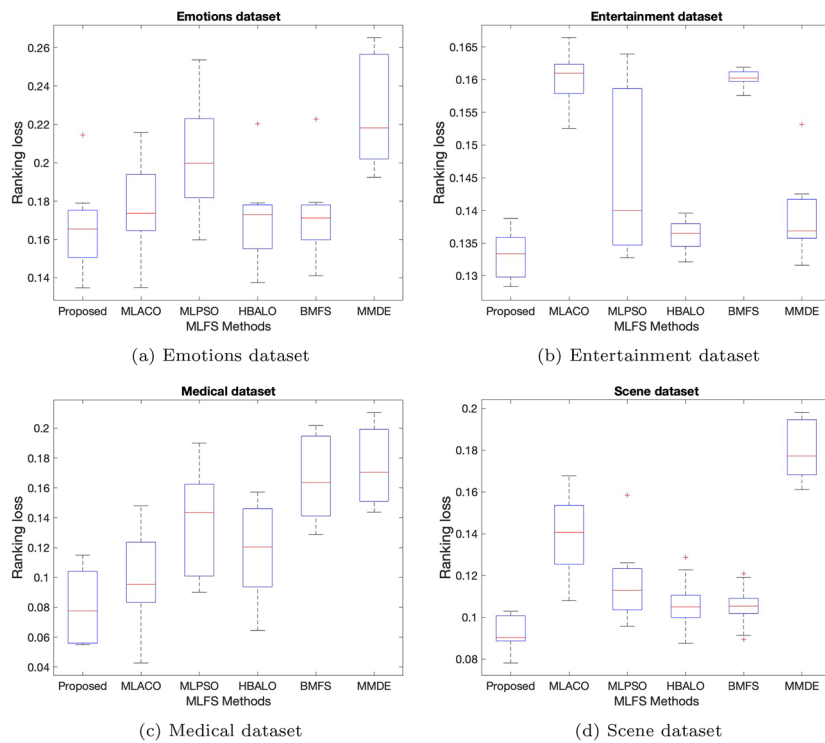 Emotions dataset
Ranking loss
0.26
0.24
0.22
0.2
0.18
0.16
0.14
Proposed MLACO MLPSO HBALO BMFS MMDE
MLFS Methods
(a) Emotions dataset
Entertainment dataset
Ranking loss
0.165
0.16
0.155
0.15
0.145
0.14
0.135
0.13
Proposed MLACO MLPSO HBALO BMFS MMDE
MLFS Methods
(b) Entertainment dataset
Medical dataset
Ranking loss
0.2
0.18
0.16
0.14
0.12
0.1
0.08
0.06
0.04
Proposed MLACO MLPSO HBALO BMFS MMDE
MLFS Methods
(c) Medical dataset
Scene dataset
Ranking loss
0.2
0.18
0.16
0.14
0.12
0.1
0.08
Proposed MLACO MLPSO HBALO BMFS MMDE
MLFS Methods
(d) Scene dataset